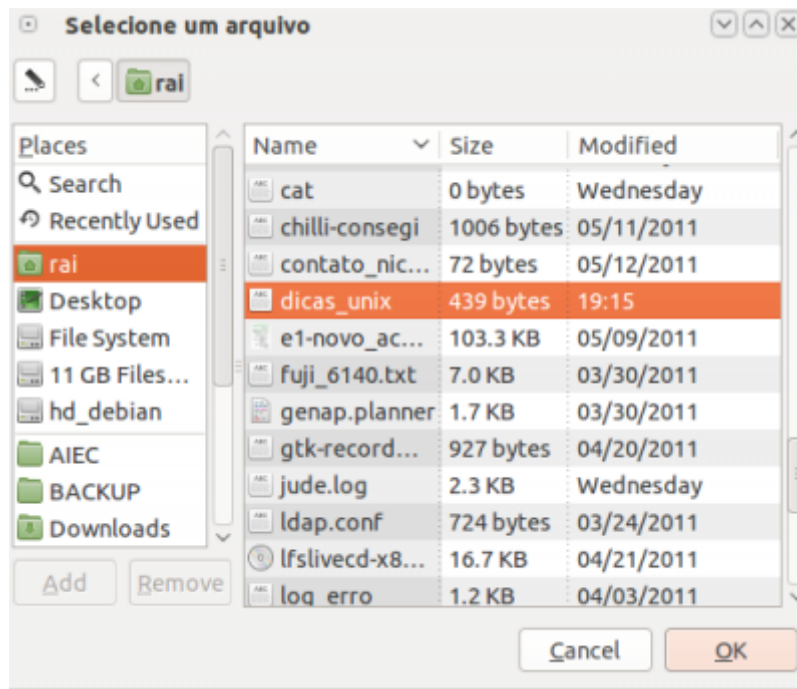 Selecione um arquivo
rai
Places
Search
Recently Used
rai
Desktop
File System
11 GB Files...
hd_debian
AIEC
BACKUP
Downloads
Add Remove
Name Size Modified
cat 0 bytes Wednesday
chilli-consegi 1006 bytes 05/11/2011
contato_nic... 72 bytes 05/12/2011
dicas_unix 439 bytes 19:15
e1-novo_ac... 103.3 KB 05/09/2011
fuji_6140.txt 7.0 KB 03/30/2011
genap.planner 1.7 KB 03/30/2011
gtk-record... 927 bytes 04/20/2011
jude.log 2.3 KB Wednesday
ldap.conf 724 bytes 03/24/2011
lfslivecd-x8... 16.7 KB 04/21/2011
log_erro 1.2 KB 04/03/2011
Cancel OK